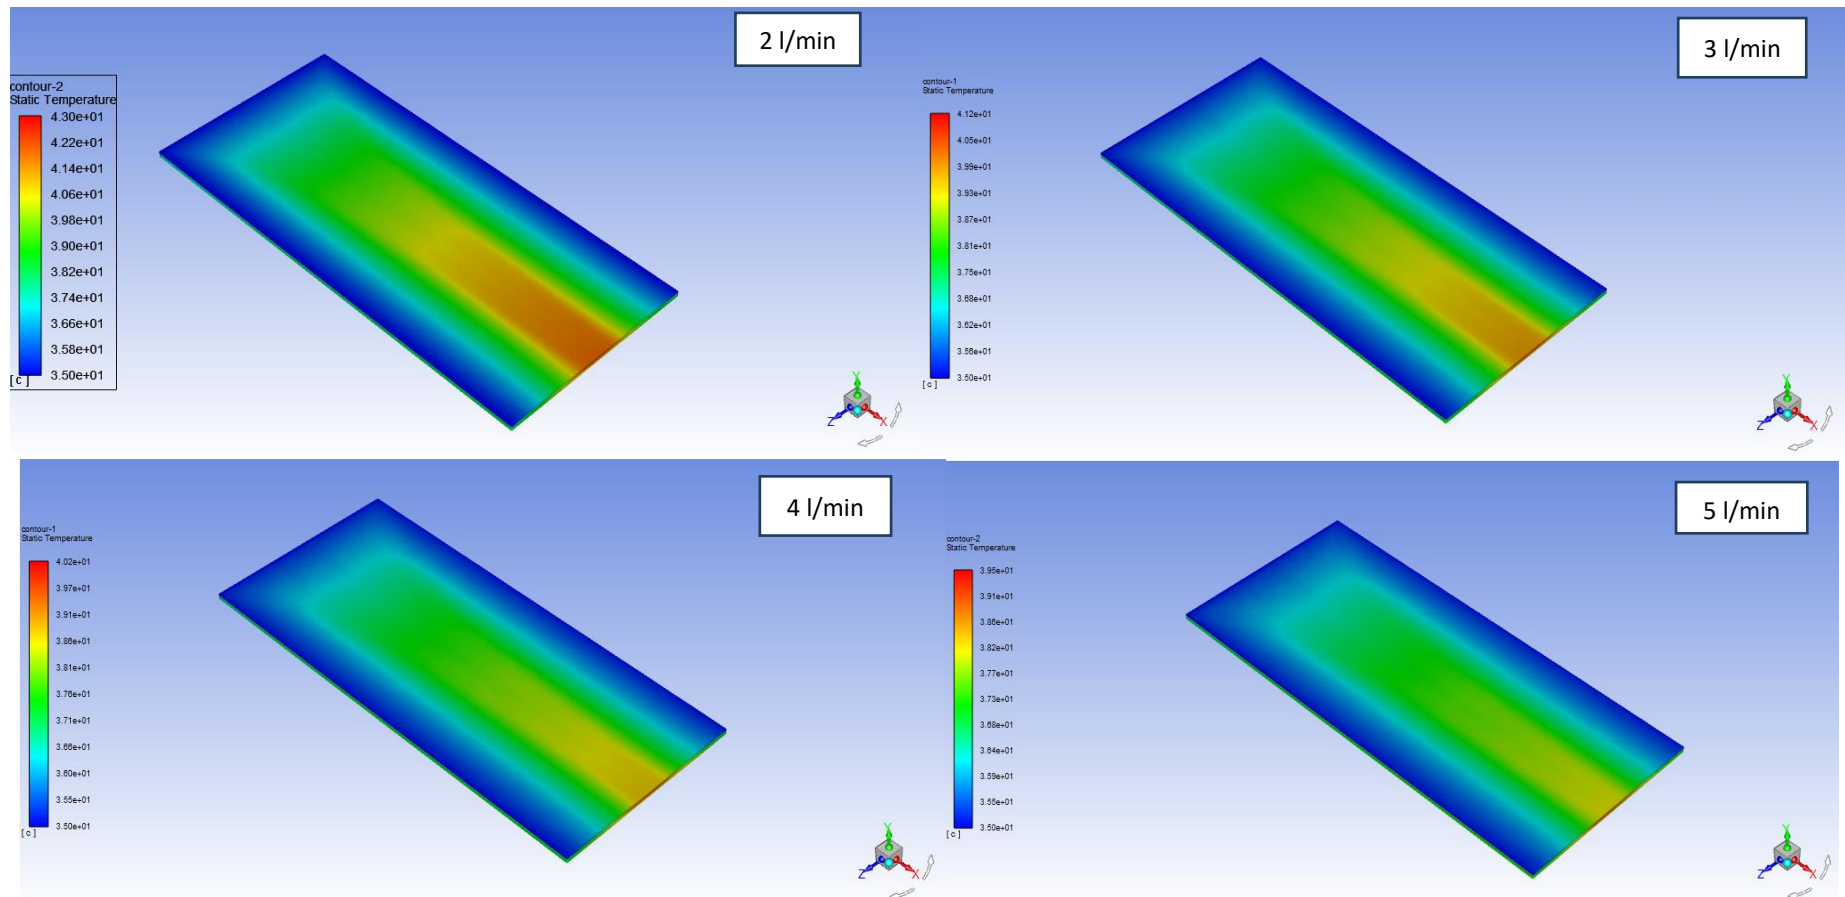 2 l/min
contour-2
Static Temperature
4.30e+01
4.22e+01
4.14e+01
4.06e+01
3.98e+01
3.90e+01
3.82e+01
3.74e+01
3.66e+01
3.58e+01
3.50e+01
[ c ]
Y
Z
X
3 l/min
contour-1
Static Temperature
4.12e+01
4.05e+01
3.99e+01
3.93e+01
3.87e+01
3.81e+01
3.75e+01
3.68e+01
3.62e+01
3.56e+01
3.50e+01
[ c ]
Y
Z
X
4 l/min
contour-1
Static Temperature
4.02e+01
3.97e+01
3.91e+01
3.86e+01
3.81e+01
3.76e+01
3.71e+01
3.66e+01
3.60e+01
3.55e+01
3.50e+01
[ c ]
Y
Z
X
5 l/min
contour-2
Static Temperature
3.95e+01
3.91e+01
3.86e+01
3.82e+01
3.77e+01
3.73e+01
3.68e+01
3.64e+01
3.59e+01
3.55e+01
3.50e+01
[ c ]
Y
Z
X